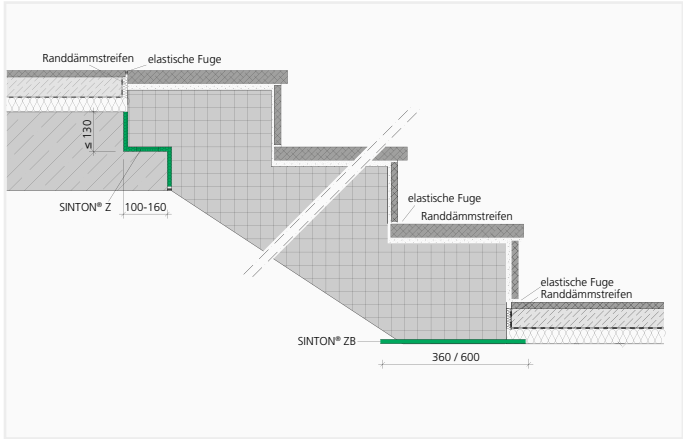 Randdämmstreifen
elastische Fuge
≤ 130
SINTON® Z
100-160
elastische Fuge
Randdämmstreifen
elastische Fuge
Randdämmstreifen
SINTON® ZB
360 / 600